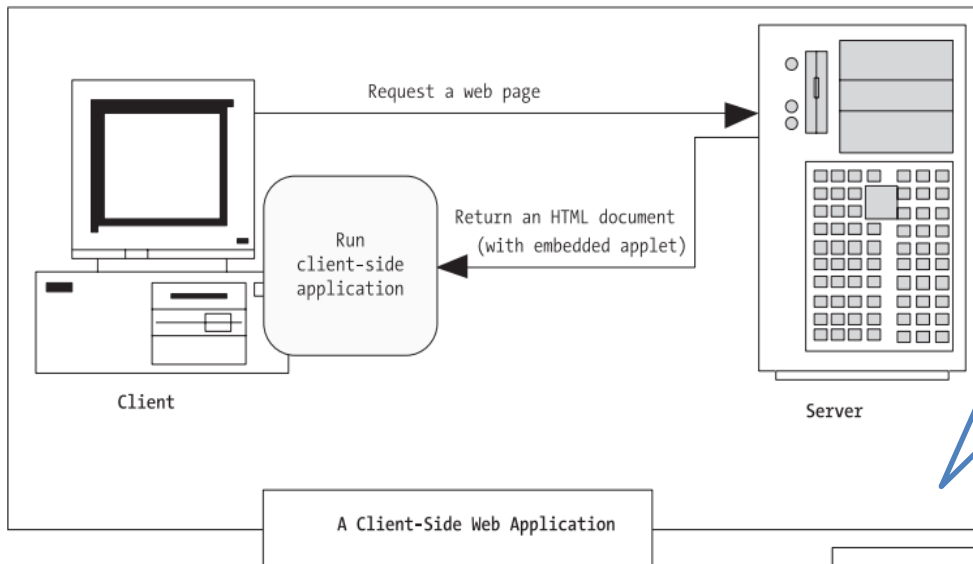 Request a web page
Return an HTML document
(with embedded applet)
Run
client-side
application
Client
Server
A Client-Side Web Application